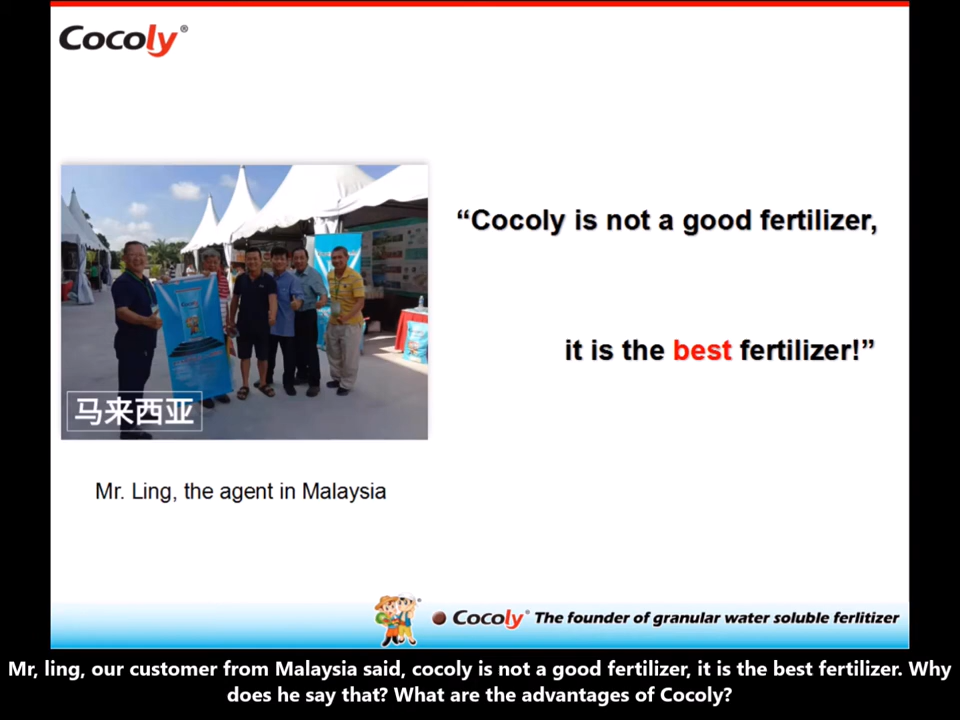 Cocoly®
“Cocoly is not a good fertilizer,
it is the best fertilizer!”
马来西亚
Mr. Ling, the agent in Malaysia
Cocoly® The founder of granular water soluble ferlitizer
Mr, ling, our customer from Malaysia said, cocoly is not a good fertilizer, it is the best fertilizer. Why
does he say that? What are the advantages of Cocoly?